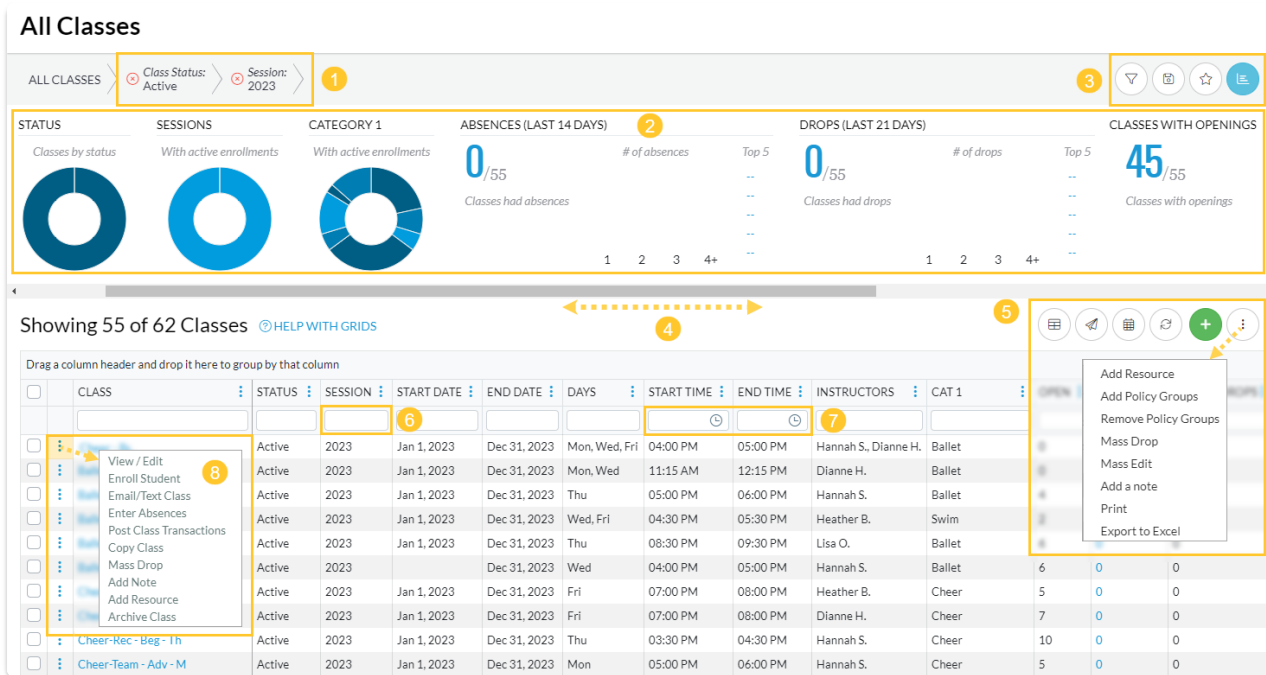 All Classes
ALL CLASSES Class Status: Active Session: 2023 1 3
STATUS SESSIONS CATEGORY 1 ABSENCES (LAST 14 DAYS) 2 DROPS (LAST 21 DAYS) CLASSES WITH OPENINGS
Classes by status With active enrollments With active enrollments # of absences Top 5 # of drops Top 5
0/55 0/55 45/55
-- --
Classes had absences Classes had drops Classes with openings
-- --
-- --
-- --
1 2 3 4+ -- 1 2 3 4+ --
4 5
Showing 55 of 62 Classes ? HELP WITH GRIDS
Drag a column header and drop it here to group by that column
CLASS STATUS SESSION START DATE END DATE DAYS START TIME END TIME INSTRUCTORS CAT 1
6 7
Active 2023 Jan 1, 2023 Dec 31, 2023 Mon, Wed, Fri 04:00 PM 05:00 PM Hannah S., Dianne H. Ballet
Active 2023 Jan 1, 2023 Dec 31, 2023 Mon, Wed 11:15 AM 12:15 PM Dianne H. Ballet
Active 2023 Jan 1, 2023 Dec 31, 2023 Thu 05:00 PM 06:00 PM Hannah S. Ballet
Active 2023 Jan 1, 2023 Dec 31, 2023 Wed, Fri 04:30 PM 05:30 PM Heather B. Swim
Active 2023 Jan 1, 2023 Dec 31, 2023 Thu 08:30 PM 09:30 PM Lisa O. Ballet
Active 2023 Dec 31, 2023 Wed 04:00 PM 05:00 PM Hannah S. Ballet 6 0 0
Active 2023 Jan 1, 2023 Dec 31, 2023 Fri 07:00 PM 08:00 PM Heather B. Cheer 5 0 0
Active 2023 Jan 1, 2023 Dec 31, 2023 Fri 07:00 PM 08:00 PM Dianne H. Cheer 7 0 0
Cheer-Rec - Beg - Th Active 2023 Jan 1, 2023 Dec 31, 2023 Thu 03:30 PM 04:30 PM Hannah S. Cheer 10 0 0
Cheer-Team - Adv - M Active 2023 Jan 1, 2023 Dec 31, 2023 Mon 05:00 PM 06:00 PM Hannah S. Cheer 5 0 0
View / Edit
8
Enroll Student
Email/Text Class
Enter Absences
Post Class Transactions
Copy Class
Mass Drop
Add Note
Add Resource
Archive Class
Add Resource
Add Policy Groups
Remove Policy Groups
Mass Drop
Mass Edit
Add a note
Print
Export to Excel